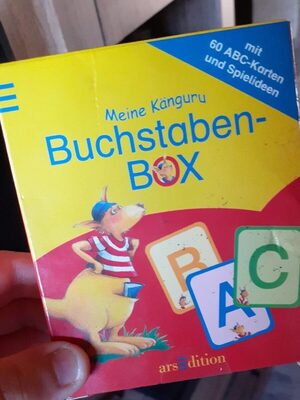 mit
60 ABC-Karten
und Spielideen
Meine Känguru
Buchstaben-
BOX
B
A
C
arsEdition